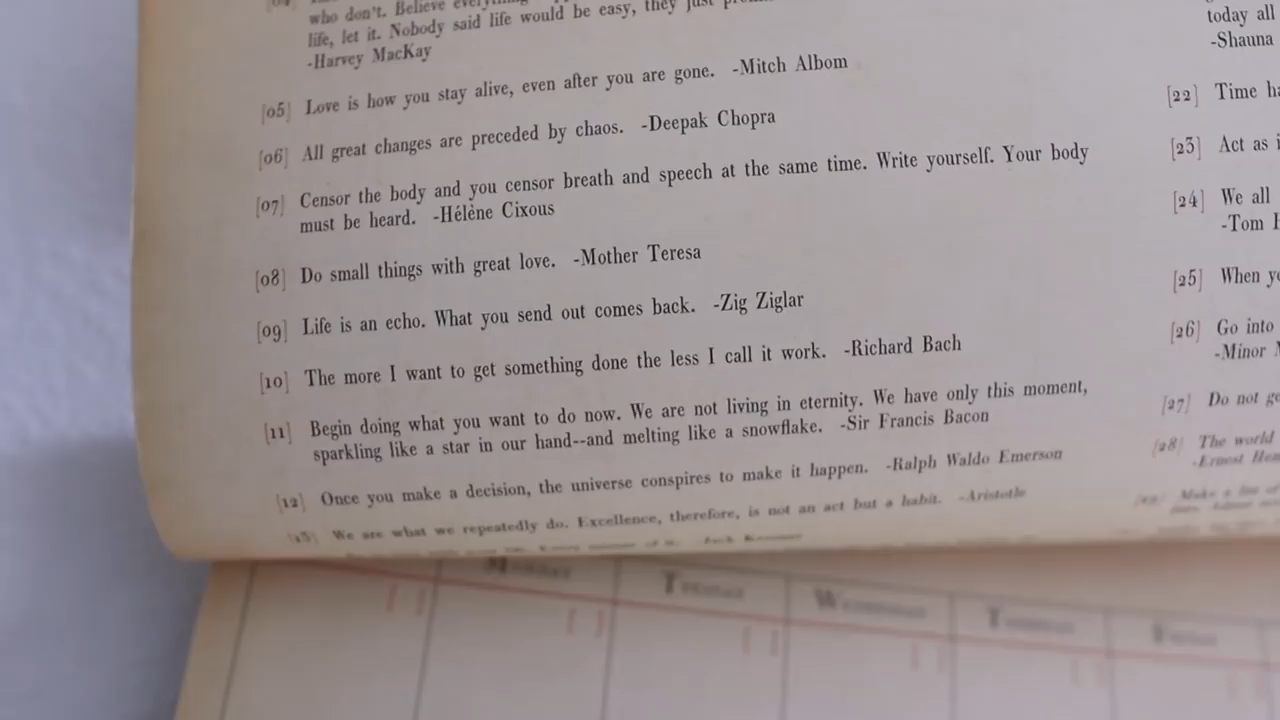 who don't. Believe
life, let it. Nobody said life would be easy, they just
-Harvey MacKay
[05] Love is how you stay alive, even after you are gone. -Mitch Albom
[06] All great changes are preceded by chaos. -Deepak Chopra
[07] Censor the body and you censor breath and speech at the same time. Write yourself. Your body
must be heard. -Hélène Cixous
[08] Do small things with great love. -Mother Teresa
[09] Life is an echo. What you send out comes back. -Zig Ziglar
[10] The more I want to get something done the less I call it work. -Richard Bach
[11] Begin doing what you want to do now. We are not living in eternity. We have only this moment,
sparkling like a star in our hand--and melting like a snowflake. -Sir Francis Bacon
[12] Once you make a decision, the universe conspires to make it happen. -Ralph Waldo Emerson
[13] We are what we repeatedly do. Excellence, therefore, is not an act but a habit. -Aristotle
today all
-Shauna
[22] Time
[23] Act as
[24] We all
-Tom
[25] When
[26] Go into
-Minor
[27] Do not
[28] The world
-Ernest